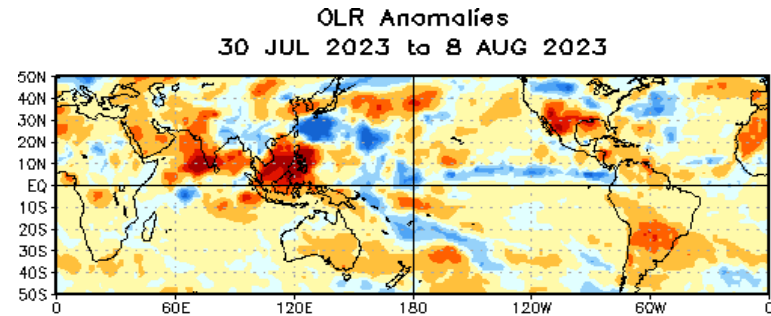 OLR Anomalies
30 JUL 2023 to 8 AUG 2023
50N
40N
30N
20N
10N
EQ
10S
20S
30S
40S
50S
0 60E 120E 180 120W 60W 0